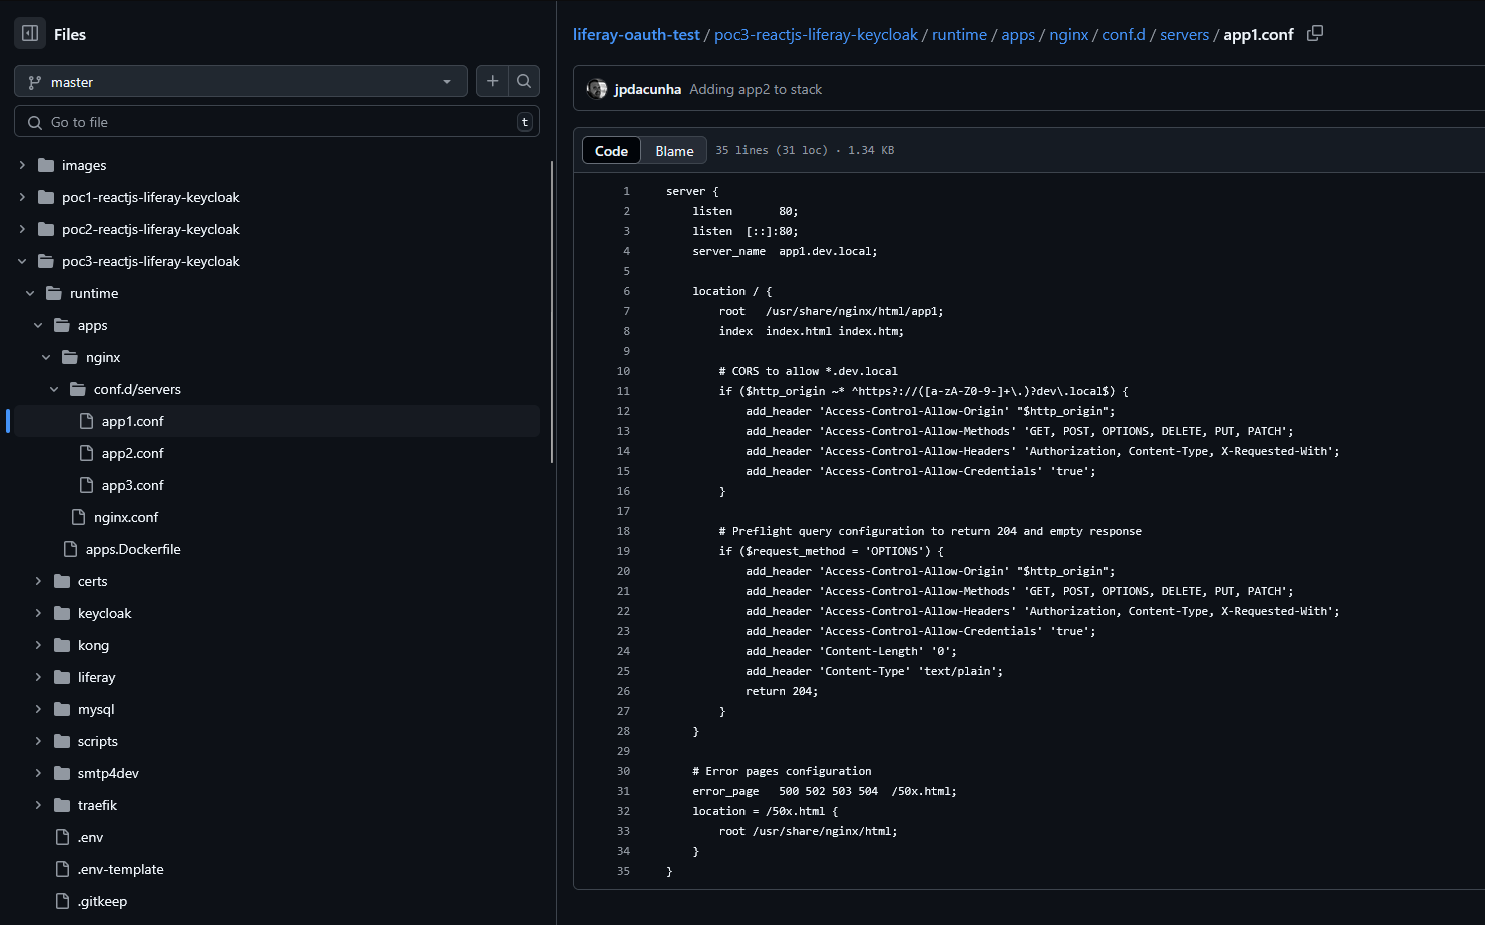 Files
master
Go to file
t
images
poc1-reactjs-liferay-keycloak
poc2-reactjs-liferay-keycloak
poc3-reactjs-liferay-keycloak
runtime
apps
nginx
conf.d/servers
app1.conf
app2.conf
app3.conf
nginx.conf
apps.Dockerfile
certs
keycloak
kong
liferay
mysql
scripts
smtp4dev
traefik
.env
.env-template
.gitkeep
liferay-oauth-test / poc3-reactjs-liferay-keycloak / runtime / apps / nginx / conf.d / servers / app1.conf
jpdacunha Adding app2 to stack
Code Blame 35 lines (31 loc) · 1.34 KB
1 server {
2     listen       80;
3     listen  [::]:80;
4     server_name  app1.dev.local;
5
6     location / {
7         root   /usr/share/nginx/html/app1;
8         index  index.html index.htm;
9
10         # CORS to allow *.dev.local
11         if ($http_origin ~* ^https?://([a-zA-Z0-9-]+\.)?dev\.local$) {
12             add_header 'Access-Control-Allow-Origin' "$http_origin";
13             add_header 'Access-Control-Allow-Methods' 'GET, POST, OPTIONS, DELETE, PUT, PATCH';
14             add_header 'Access-Control-Allow-Headers' 'Authorization, Content-Type, X-Requested-With';
15             add_header 'Access-Control-Allow-Credentials' 'true';
16         }
17
18         # Preflight query configuration to return 204 and empty response
19         if ($request_method = 'OPTIONS') {
20             add_header 'Access-Control-Allow-Origin' "$http_origin";
21             add_header 'Access-Control-Allow-Methods' 'GET, POST, OPTIONS, DELETE, PUT, PATCH';
22             add_header 'Access-Control-Allow-Headers' 'Authorization, Content-Type, X-Requested-With';
23             add_header 'Access-Control-Allow-Credentials' 'true';
24             add_header 'Content-Length' '0';
25             add_header 'Content-Type' 'text/plain';
26             return 204;
27         }
28     }
29
30     # Error pages configuration
31     error_page   500 502 503 504  /50x.html;
32     location = /50x.html {
33         root /usr/share/nginx/html;
34     }
35 }